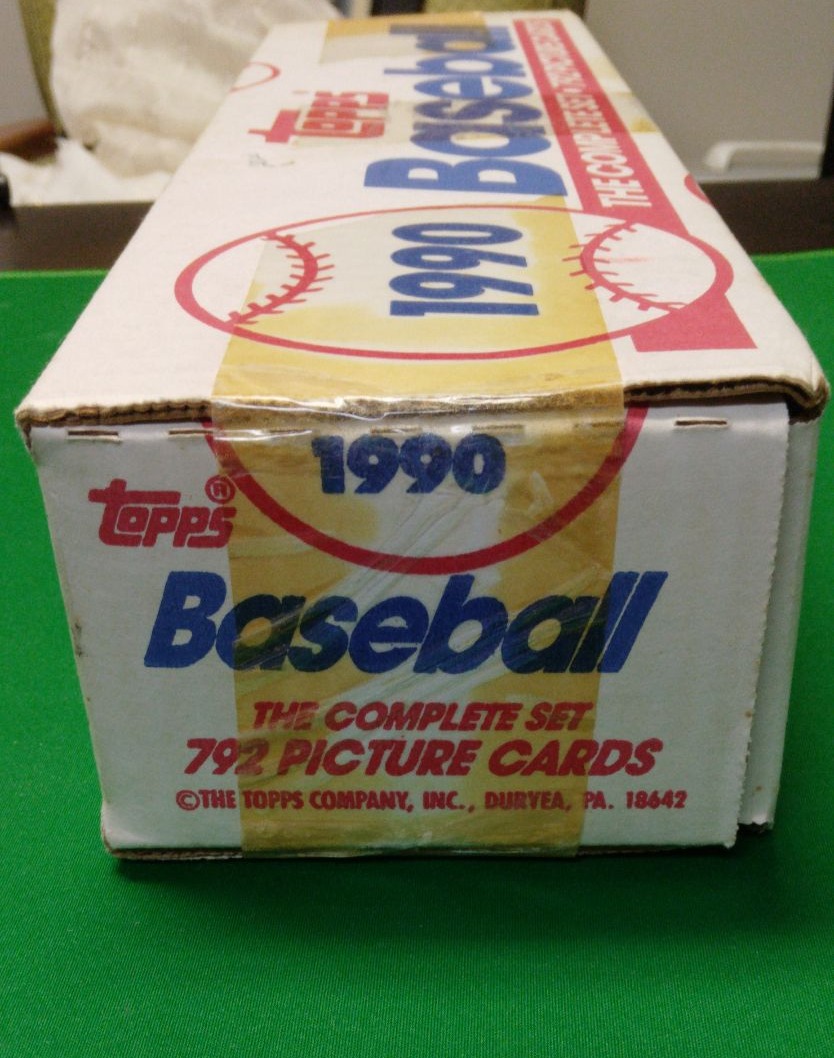 topps
Baseball
1990
THE COMPLETE SET
1990
topps®
Baseball
THE COMPLETE SET
792 PICTURE CARDS
©THE TOPPS COMPANY, INC., DURYEA, PA. 18642